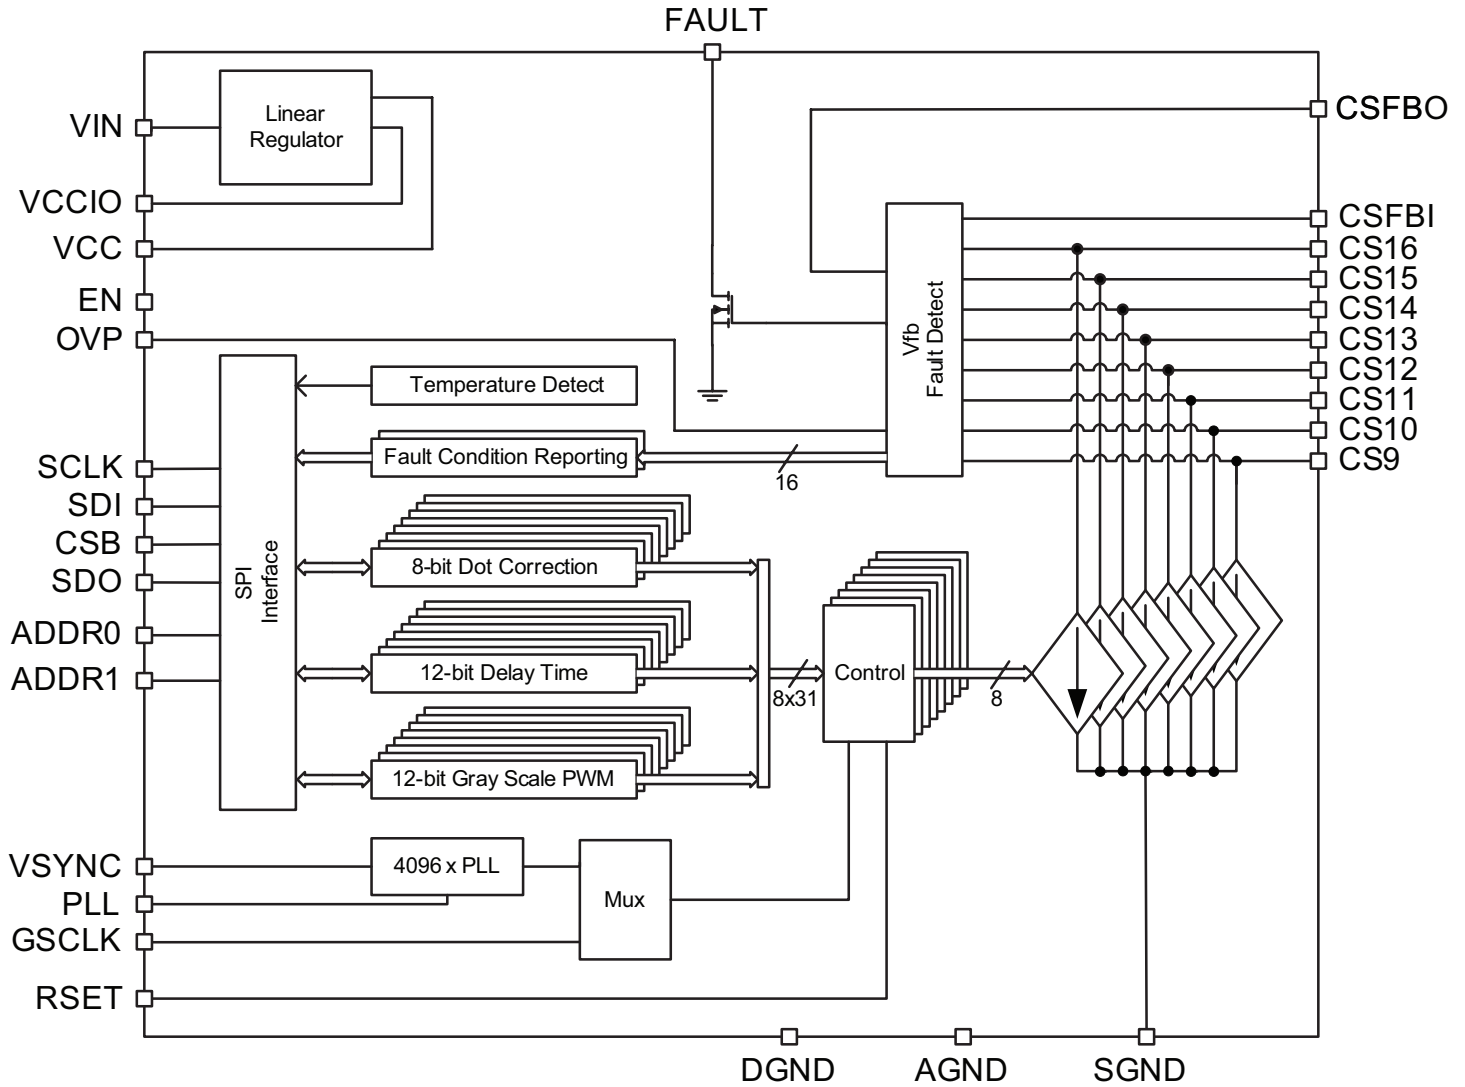 FAULT
Linear
Regulator
VIN
VCCIO
VCC
EN
OVP
CSFBO
CSFBI
CS16
CS15
CS14
CS13
CS12
CS11
CS10
CS9
Vfb
Fault Detect
Temperature Detect
Fault Condition Reporting
16
SCLK
SDI
CSB
SDO
ADDR0
ADDR1
SPI
Interface
8-bit Dot Correction
12-bit Delay Time
12-bit Gray Scale PWM
8x31
Control
8
VSYNC
PLL
GSCLK
RSET
4096 x PLL
Mux
DGND
AGND
SGND